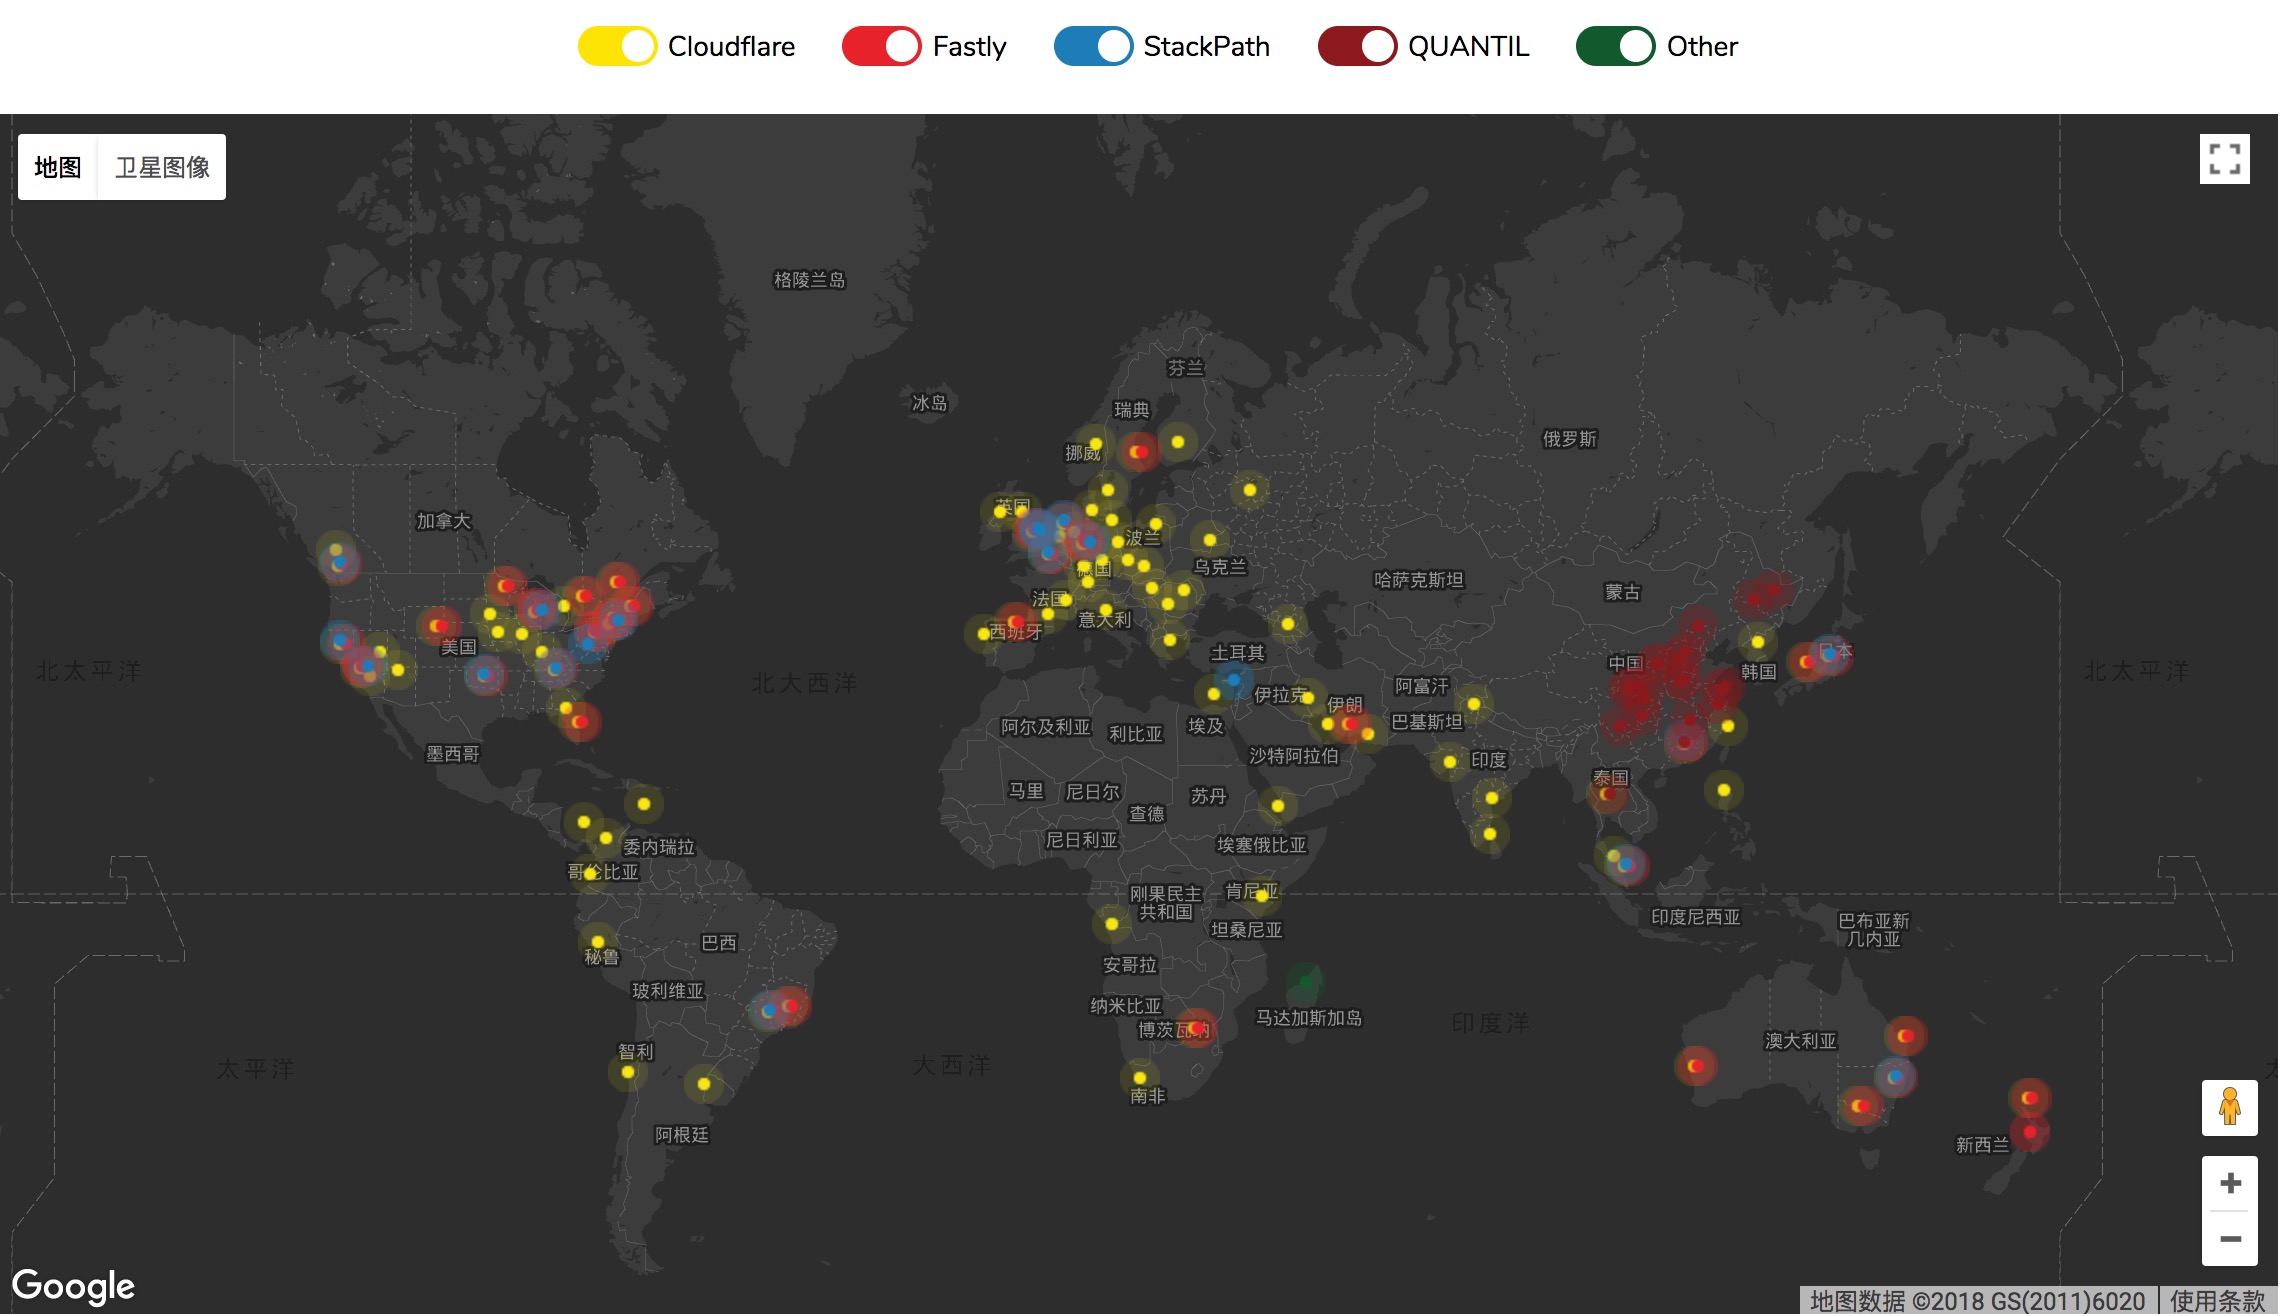 Cloudflare
Fastly
StackPath
QUANTIL
Other
地图
卫星图像
格陵兰岛
芬兰
冰岛
瑞典
俄罗斯
挪威
英国
加拿大
波兰
乌克兰
德国
哈萨克斯坦
蒙古
法国
意大利
西班牙
美国
土耳其
中国
韩国
日本
北太平洋
北大西洋
北太平洋
伊拉克
伊朗
阿富汗
巴基斯坦
阿尔及利亚
利比亚
埃及
墨西哥
沙特阿拉伯
印度
泰国
马里
尼日尔
苏丹
查德
委内瑞拉
尼日利亚
埃塞俄比亚
哥伦比亚
刚果民主
共和国
肯尼亚
坦桑尼亚
印度尼西亚
巴布亚新
几内亚
巴西
秘鲁
安哥拉
玻利维亚
纳米比亚
博茨瓦纳
马达加斯加岛
印度洋
澳大利亚
智利
太平洋
大西洋
南非
阿根廷
新西兰
Google
地图数据 ©2018 GS(2011)6020
使用条款